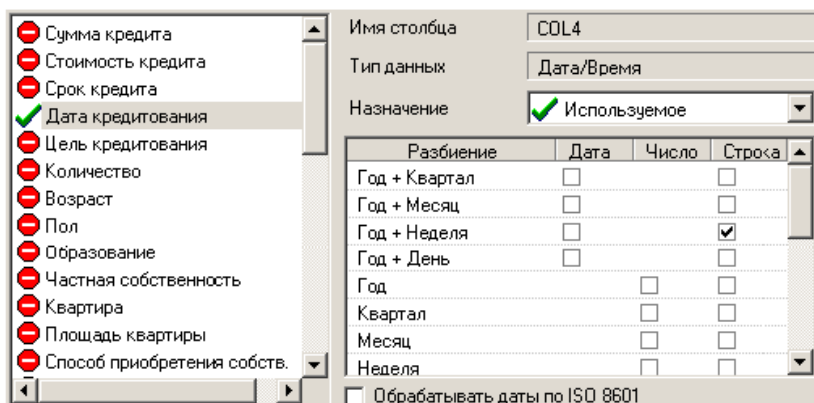 Сумма кредита
Стоимость кредита
Срок кредита
Дата кредитования
Цель кредитования
Количество
Возраст
Пол
Образование
Частная собственность
Квартира
Площадь квартиры
Способ приобретения собств.
Имя столбца COL4
Тип данных Дата/Время
Назначение Используемое
Разбиение Дата Число Строка
Год + Квартал
Год + Месяц
Год + Неделя
Год + День
Год
Квартал
Месяц
Неделя
Обрабатывать даты по ISO 8601